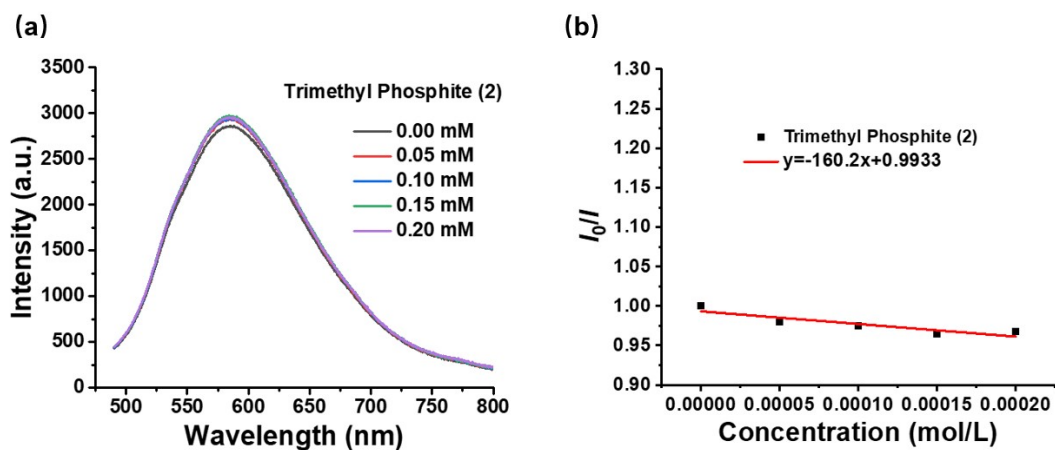 (a)
3500
3000
2500
2000
1500
1000
500
0
Intensity (a.u.)
500 550 600 650 700 750 800
Wavelength (nm)
Trimethyl Phosphite (2)
0.00 mM
0.05 mM
0.10 mM
0.15 mM
0.20 mM
(b)
1.30
1.25
1.20
1.15
1.10
1.05
1.00
0.95
0.90
I0/I
0.00000 0.00005 0.00010 0.00015 0.00020
Concentration (mol/L)
Trimethyl Phosphite (2)
y=-160.2x+0.9933